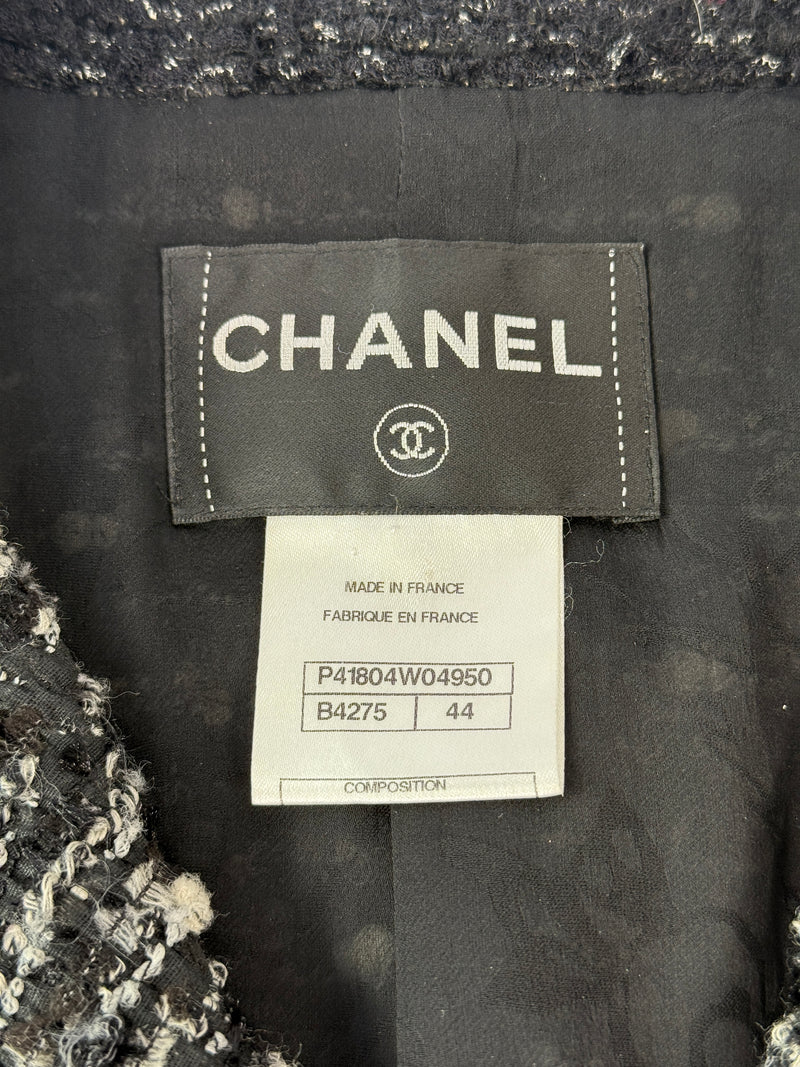 CHANEL
MADE IN FRANCE
FABRIQUE EN FRANCE
P41804W04950
B4275 44
COMPOSITION